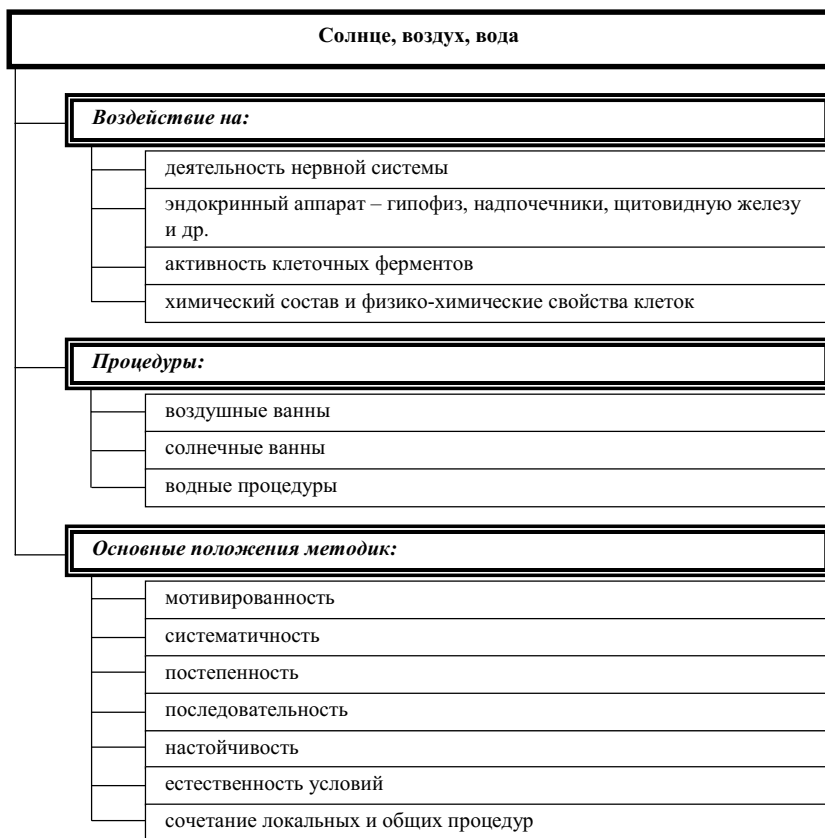 Солнце, воздух, вода
Воздействие на:
деятельность нервной системы
эндокринный аппарат – гипофиз, надпочечники, щитовидную железу
и др.
активность клеточных ферментов
химический состав и физико-химические свойства клеток
Процедуры:
воздушные ванны
солнечные ванны
водные процедуры
Основные положения методик:
мотивированность
систематичность
постепенность
последовательность
настойчивость
естественность условий
сочетание локальных и общих процедур